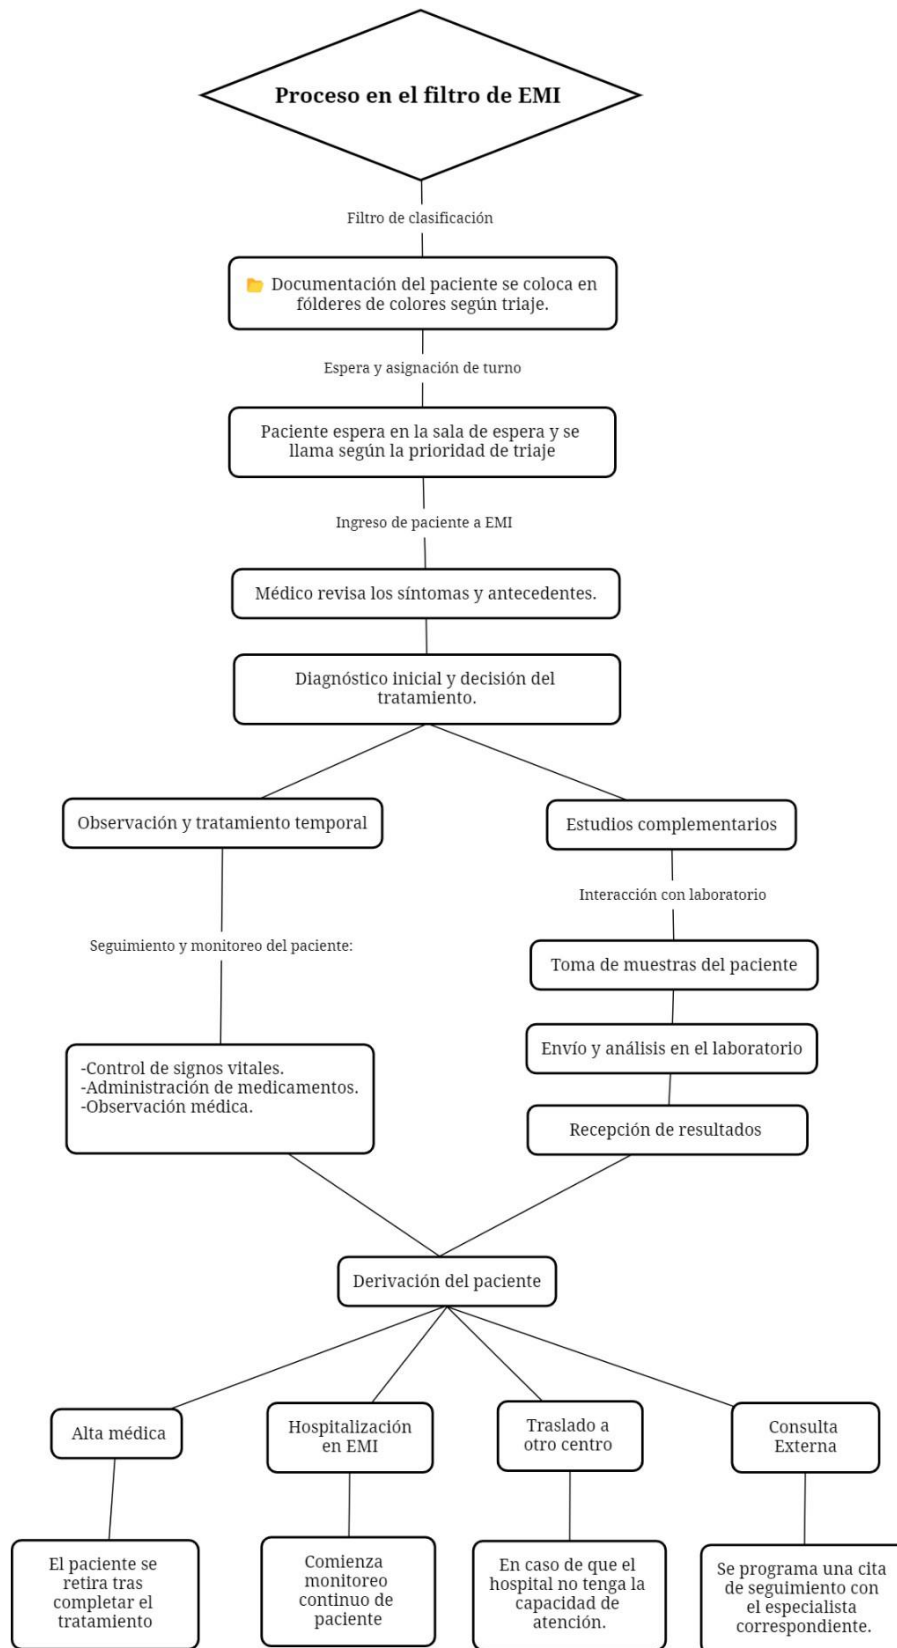 Proceso en el filtro de EMI
Filtro de clasificación
📂 Documentación del paciente se coloca en
fólderes de colores según triaje.
Espera y asignación de turno
Paciente espera en la sala de espera y se
llama según la prioridad de triaje
Ingreso de paciente a EMI
Médico revisa los síntomas y antecedentes.
Diagnóstico inicial y decisión del
tratamiento.
Observación y tratamiento temporal
Seguimiento y monitoreo del paciente:
-Control de signos vitales.
-Administración de medicamentos.
-Observación médica.
Estudios complementarios
Interacción con laboratorio
Toma de muestras del paciente
Envío y análisis en el laboratorio
Recepción de resultados
Derivación del paciente
Alta médica
El paciente se
retira tras
completar el
tratamiento
Hospitalización
en EMI
Comienza
monitoreo
continuo de
paciente
Traslado a
otro centro
En caso de que el
hospital no tenga la
capacidad de
atención.
Consulta
Externa
Se programa una cita
de seguimiento con
el especialista
correspondiente.